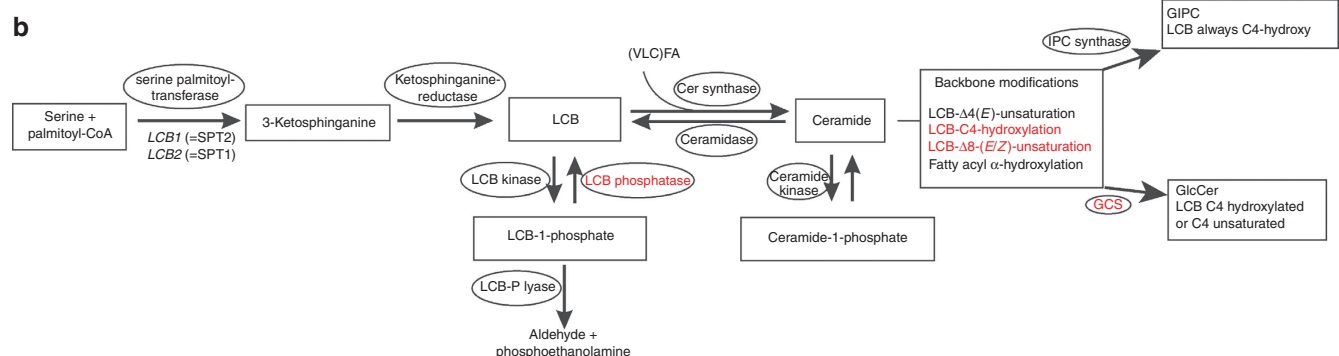 b
serine palmitoyl-
transferase
Serine +
palmitoyl-CoA
LCB1 (=SPT2)
LCB2 (=SPT1)
3-Ketosphinganine
Ketosphinganine-
reductase
LCB
(VLC)FA
Cer synthase
Ceramidase
Ceramide
LCB kinase
LCB phosphatase
LCB-1-phosphate
LCB-P lyase
Aldehyde +
phosphoethanolamine
Ceramide
kinase
Ceramide-1-phosphate
Backbone modifications
LCB-Δ4(E)-unsaturation
LCB-C4-hydroxylation
LCB-Δ8-(E/Z)-unsaturation
Fatty acyl α-hydroxylation
IPC synthase
GIPC
LCB always C4-hydroxy
GCS
GlcCer
LCB C4 hydroxylated
or C4 unsaturated